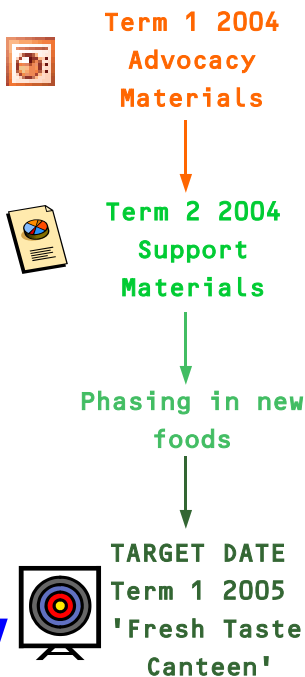 Term 1 2004
Advocacy
Materials
Term 2 2004
Support
Materials
Phasing in new
foods
TARGET DATE
Term 1 2005
'Fresh Taste
Canteen'